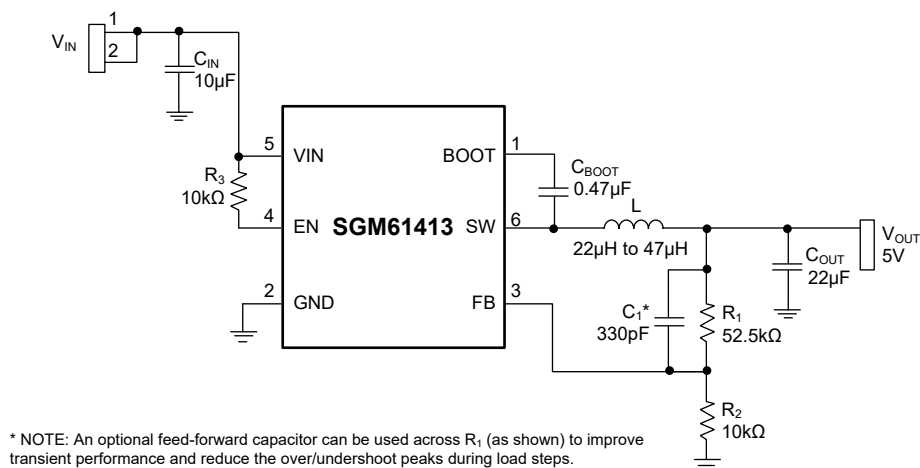 V_IN
1
2
C_IN
10µF
R_3
10kΩ
5
VIN
4
EN
2
GND
SGM61413
BOOT
1
SW
6
FB
3
C_BOOT
0.47µF
L
22µH to 47µH
C_1*
330pF
R_1
52.5kΩ
R_2
10kΩ
C_OUT
22µF
V_OUT
5V
* NOTE: An optional feed-forward capacitor can be used across R_1 (as shown) to improve
transient performance and reduce the over/undershoot peaks during load steps.